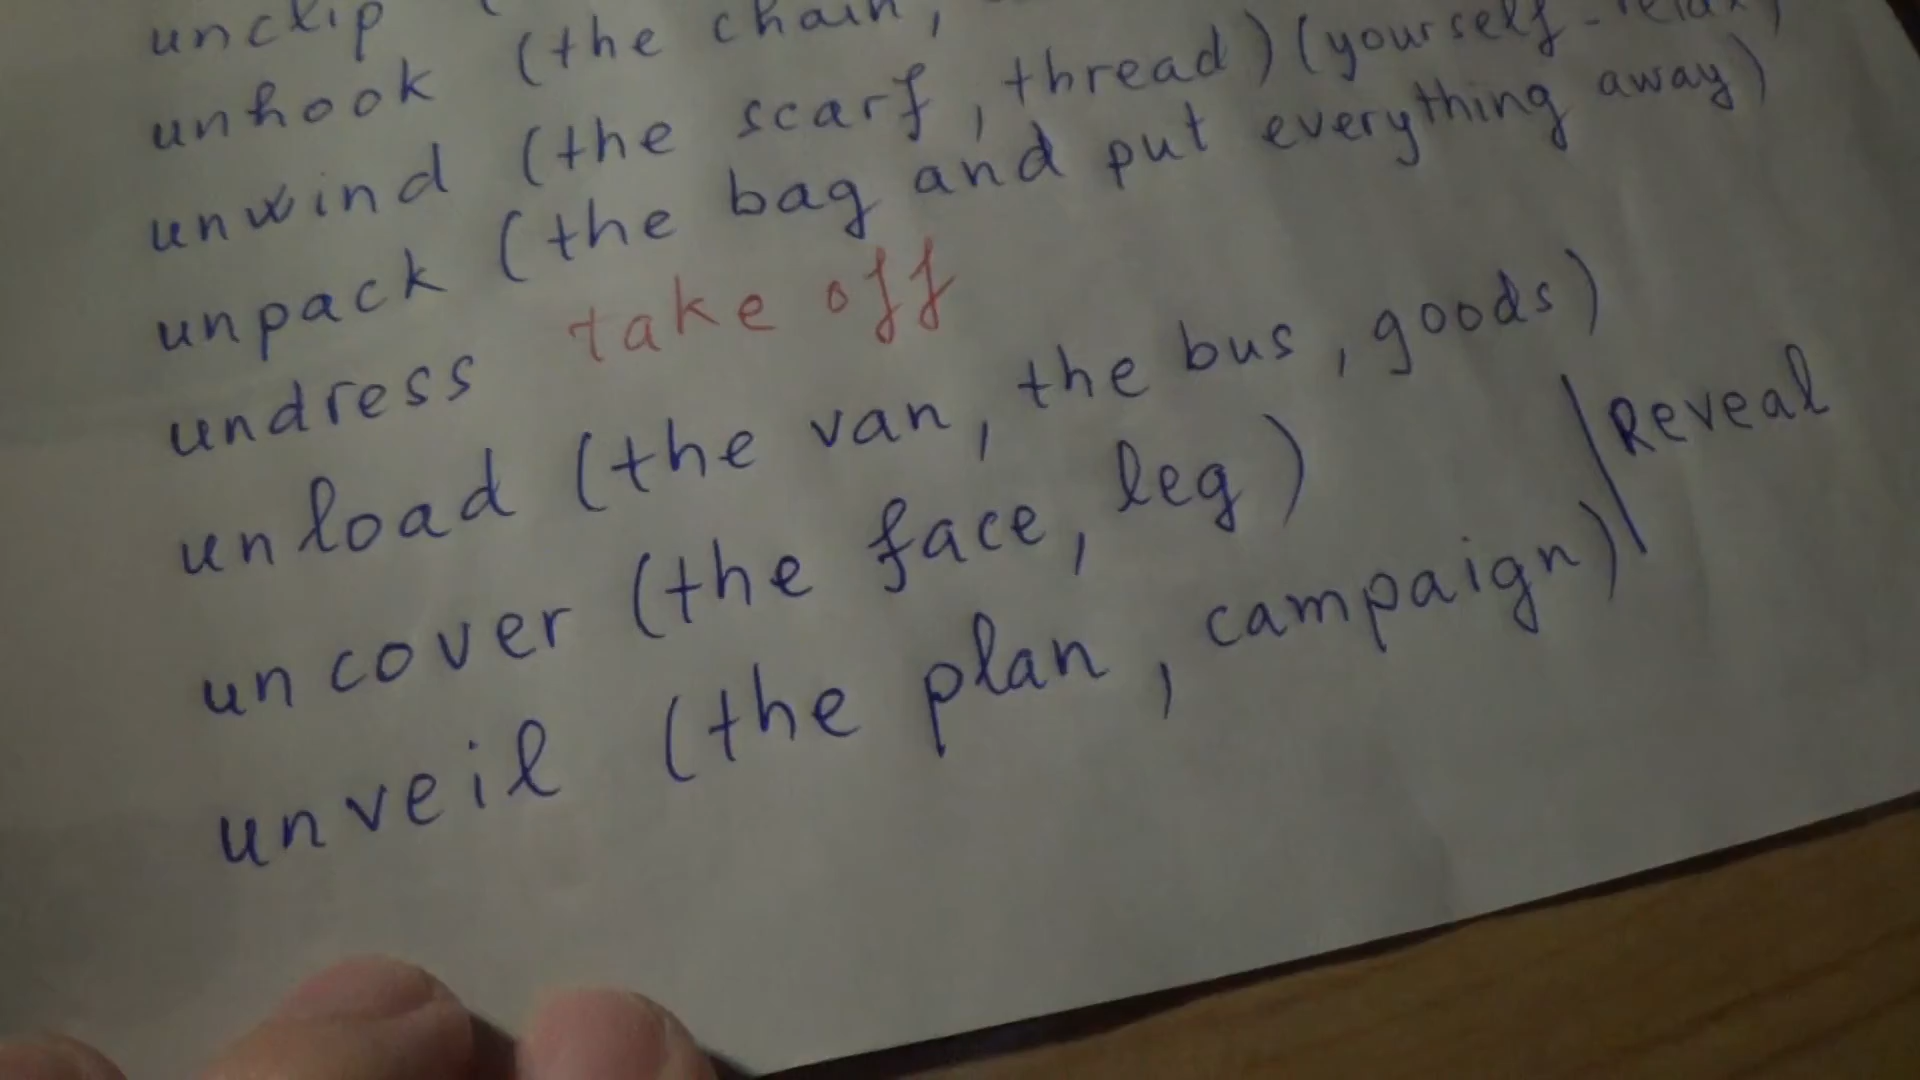 unclip (
unhook (the chain,
unwind (the scarf, thread) (yourself - relax)
unpack (the bag and put everything away)
undress take off
unload (the van, the bus, goods)
uncover (the face, leg)
unveil (the plan, campaign) | Reveal